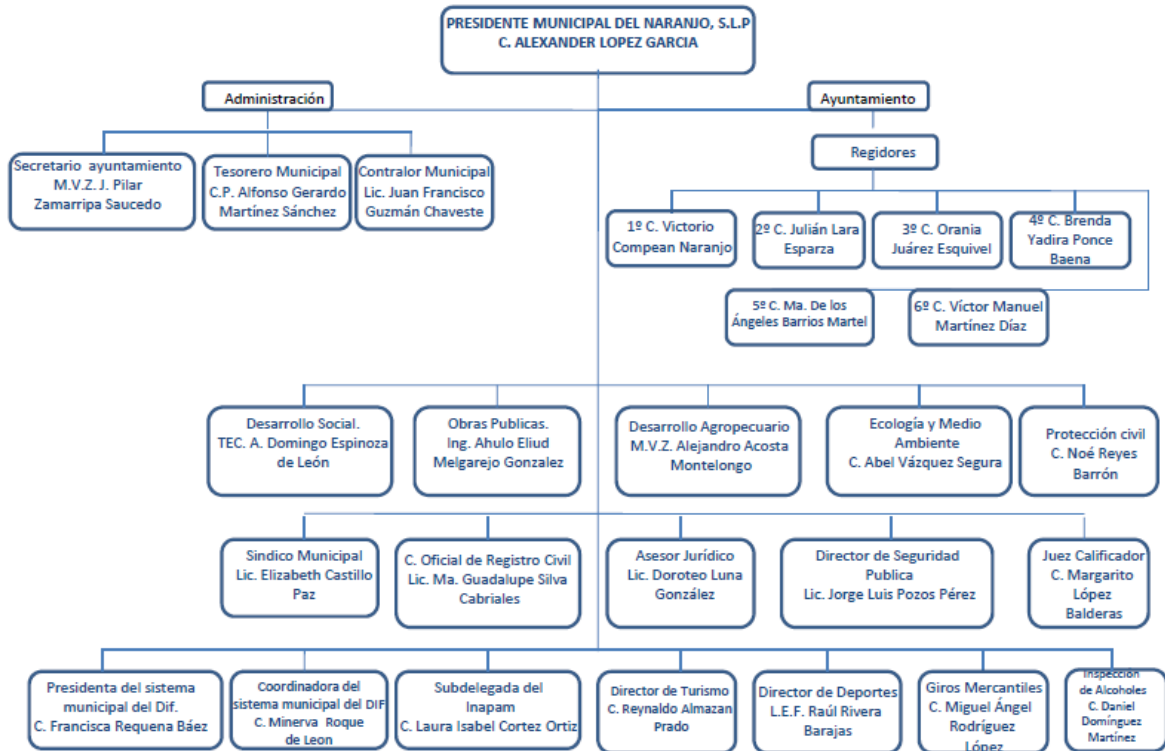 PRESIDENTE MUNICIPAL DEL NARANJO, S.L.P
C. ALEXANDER LOPEZ GARCIA
Administración
Ayuntamiento
Secretario ayuntamiento
M.V.Z. J. Pilar
Zamarripa Saucedo
Tesorero Municipal
C.P. Alfonso Gerardo
Martínez Sánchez
Contralor Municipal
Lic. Juan Francisco
Guzmán Chaveste
Regidores
1º C. Victorio
Compean Naranjo
2º C. Julián Lara
Esparza
3º C. Orania
Juárez Esquivel
4º C. Brenda
Yadira Ponce
Baena
5º C. Ma. De los
Ángeles Barrios Martel
6º C. Víctor Manuel
Martínez Díaz
Desarrollo Social.
TEC. A. Domingo Espinoza
de León
Obras Publicas.
Ing. Ahulo Eliud
Melgarejo Gonzalez
Desarrollo Agropecuario
M.V.Z. Alejandro Acosta
Montelongo
Ecología y Medio
Ambiente
C. Abel Vázquez Segura
Protección civil
C. Noé Reyes
Barrón
Sindico Municipal
Lic. Elizabeth Castillo
Paz
C. Oficial de Registro Civil
Lic. Ma. Guadalupe Silva
Cabriales
Asesor Jurídico
Lic. Doroteo Luna
González
Director de Seguridad
Publica
Lic. Jorge Luis Pozos Pérez
Juez Calificador
C. Margarito
López
Balderas
Presidenta del sistema
municipal del Dif.
C. Francisca Requena Báez
Coordinadora del
sistema municipal del DIF
C. Minerva Roque
de Leon
Subdelegada del
Inapam
C. Laura Isabel Cortez Ortiz
Director de Turismo
C. Reynaldo Almazan
Prado
Director de Deportes
L.E.F. Raúl Rivera
Barajas
Giros Mercantiles
C. Miguel Ángel
Rodríguez
López
Inspección
de Alcoholes
C. Daniel
Domínguez
Martínez